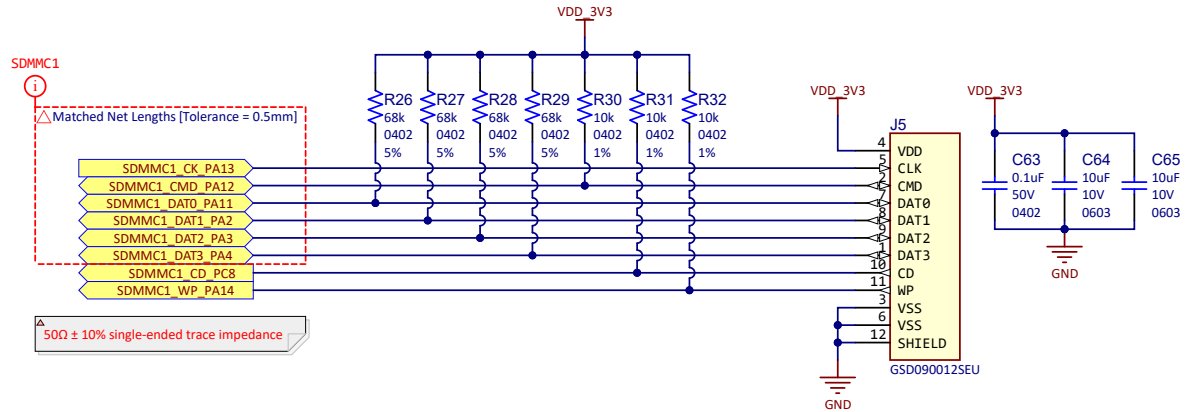 VDD_3V3
SDMMC1
i
Matched Net Lengths [Tolerance = 0.5mm]
R26
68k
0402
5%
R27
68k
0402
5%
R28
68k
0402
5%
R29
68k
0402
5%
R30
10k
0402
1%
R31
10k
0402
1%
R32
10k
0402
1%
SDMMC1_CK_PA13
SDMMC1_CMD_PA12
SDMMC1_DAT0_PA11
SDMMC1_DAT1_PA2
SDMMC1_DAT2_PA3
SDMMC1_DAT3_PA4
SDMMC1_CD_PC8
SDMMC1_WP_PA14
50Ω ± 10% single-ended trace impedance
VDD_3V3
J5
4 VDD
5 CLK
2 CMD
7 DAT0
8 DAT1
9 DAT2
1 DAT3
10 CD
11 WP
3 VSS
6 VSS
12 SHIELD
GSD090012SEU
GND
VDD_3V3
C63
0.1uF
50V
0402
C64
10uF
10V
0603
C65
10uF
10V
0603
GND